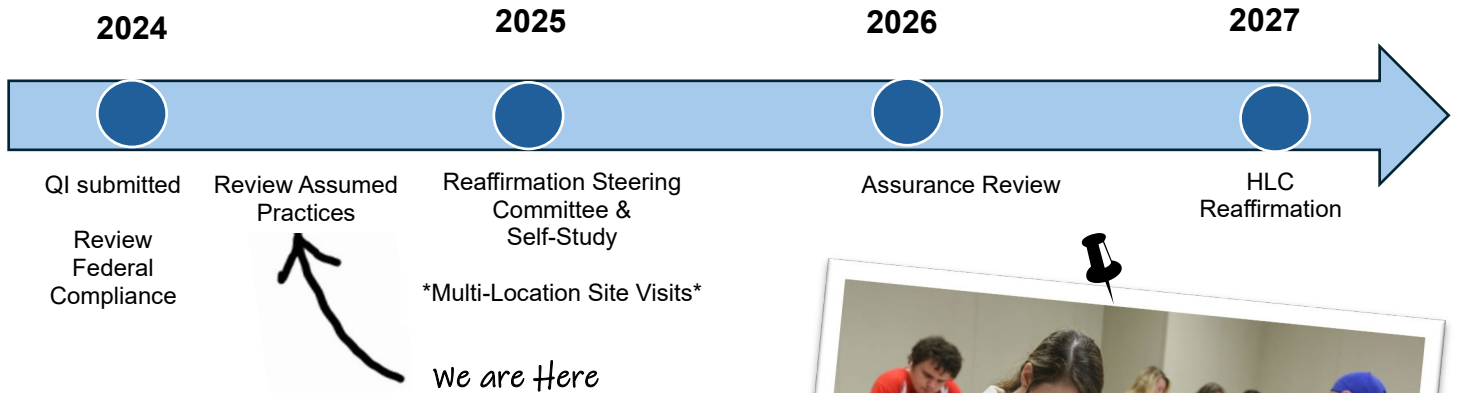 2024
2025
2026
2027
QI submitted
Review
Federal
Compliance
Review Assumed
Practices
Reaffirmation Steering
Committee &
Self-Study
*Multi-Location Site Visits*
Assurance Review
HLC
Reaffirmation
We are Here